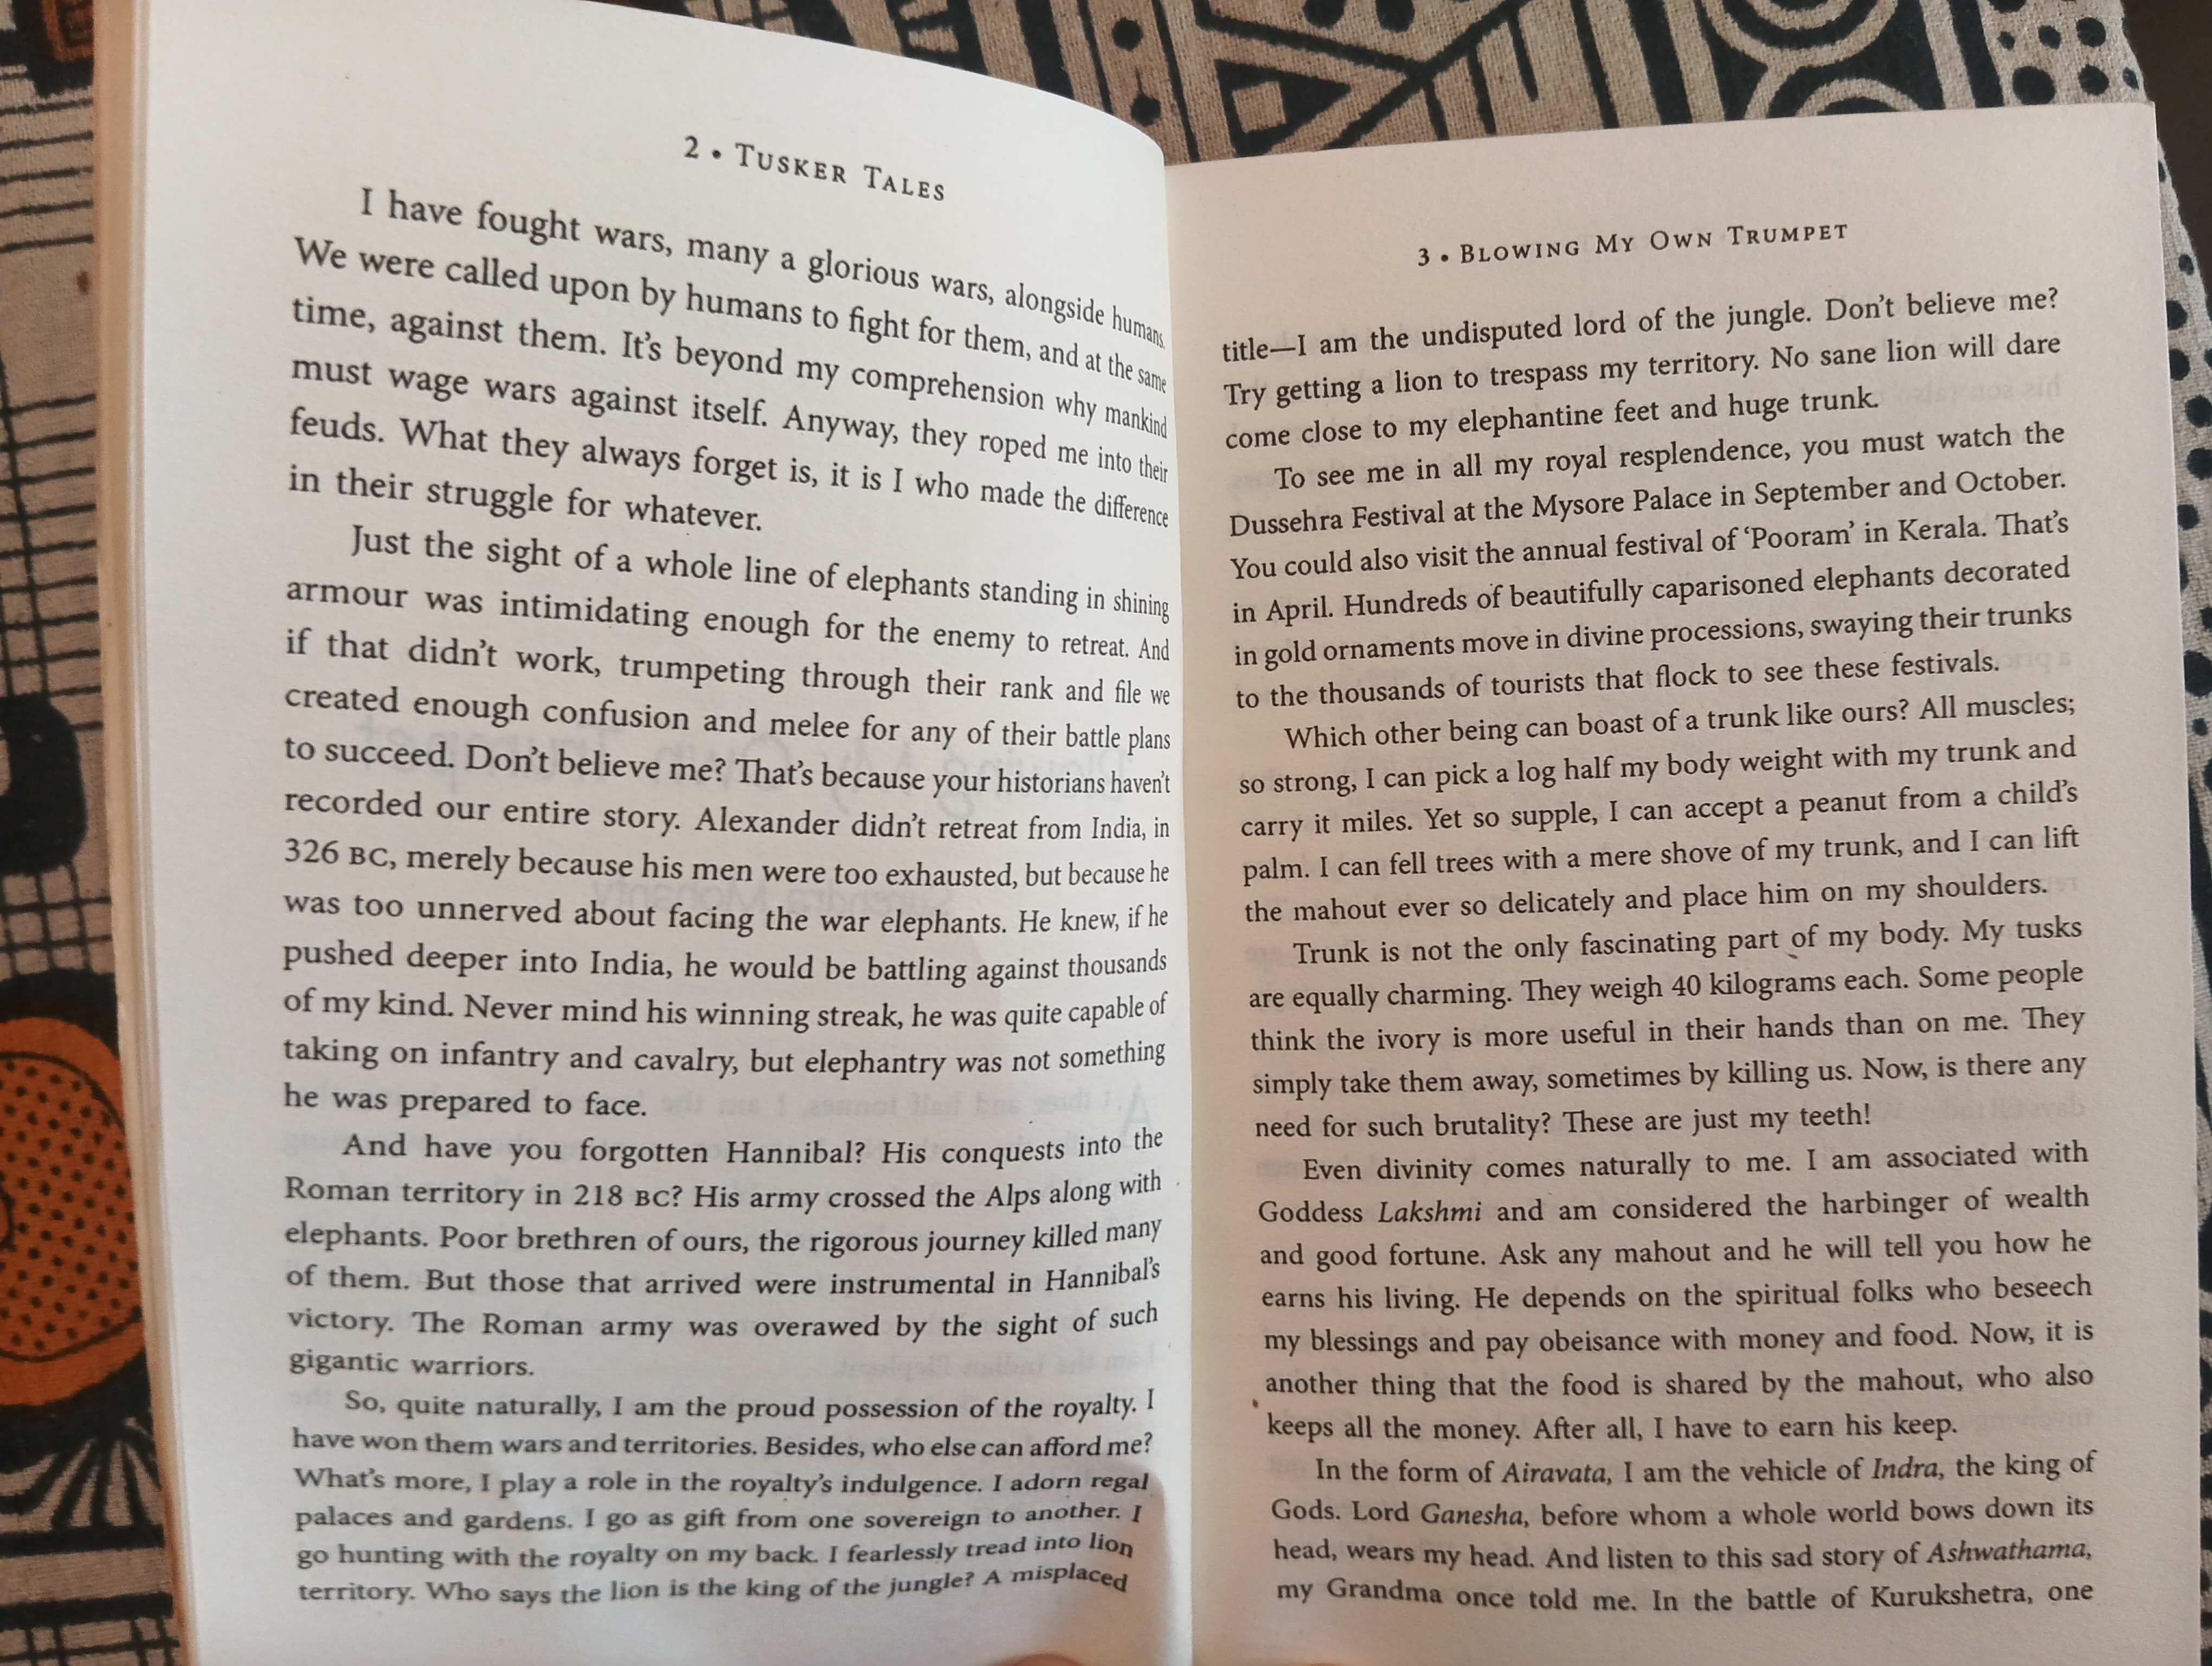 2 • Tusker Tales
I have fought wars, many a glorious wars, alongside humans.
We were called upon by humans to fight for them, and at the same
time, against them. It's beyond my comprehension why mankind
must wage wars against itself. Anyway, they roped me into their
feuds. What they always forget is, it is I who made the difference
in their struggle for whatever.
Just the sight of a whole line of elephants standing in shining
armour was intimidating enough for the enemy to retreat. And
if that didn't work, trumpeting through their rank and file we
created enough confusion and melee for any of their battle plans
to succeed. Don't believe me? That's because your historians haven't
recorded our entire story. Alexander didn't retreat from India, in
326 BC, merely because his men were too exhausted, but because he
was too unnerved about facing the war elephants. He knew, if he
pushed deeper into India, he would be battling against thousands
of my kind. Never mind his winning streak, he was quite capable of
taking on infantry and cavalry, but elephantry was not something
he was prepared to face.
And have you forgotten Hannibal? His conquests into the
Roman territory in 218 BC? His army crossed the Alps along with
elephants. Poor brethren of ours, the rigorous journey killed many
of them. But those that arrived were instrumental in Hannibal's
victory. The Roman army was overawed by the sight of such
gigantic warriors.
So, quite naturally, I am the proud possession of the royalty. I
have won them wars and territories. Besides, who else can afford me?
What's more, I play a role in the royalty's indulgence. I adorn regal
palaces and gardens. I go as gift from one sovereign to another. I
go hunting with the royalty on my back. I fearlessly tread into lion
territory. Who says the lion is the king of the jungle? A misplaced
3 • Blowing My Own Trumpet
title—I am the undisputed lord of the jungle. Don't believe me?
Try getting a lion to trespass my territory. No sane lion will dare
come close to my elephantine feet and huge trunk.
To see me in all my royal resplendence, you must watch the
Dussehra Festival at the Mysore Palace in September and October.
You could also visit the annual festival of 'Pooram' in Kerala. That's
in April. Hundreds of beautifully caparisoned elephants decorated
in gold ornaments move in divine processions, swaying their trunks
to the thousands of tourists that flock to see these festivals.
Which other being can boast of a trunk like ours? All muscles;
so strong, I can pick a log half my body weight with my trunk and
carry it miles. Yet so supple, I can accept a peanut from a child's
palm. I can fell trees with a mere shove of my trunk, and I can lift
the mahout ever so delicately and place him on my shoulders.
Trunk is not the only fascinating part of my body. My tusks
are equally charming. They weigh 40 kilograms each. Some people
think the ivory is more useful in their hands than on me. They
simply take them away, sometimes by killing us. Now, is there any
need for such brutality? These are just my teeth!
Even divinity comes naturally to me. I am associated with
Goddess Lakshmi and am considered the harbinger of wealth
and good fortune. Ask any mahout and he will tell you how he
earns his living. He depends on the spiritual folks who beseech
my blessings and pay obeisance with money and food. Now, it is
another thing that the food is shared by the mahout, who also
keeps all the money. After all, I have to earn his keep.
In the form of Airavata, I am the vehicle of Indra, the king of
Gods. Lord Ganesha, before whom a whole world bows down its
head, wears my head. And listen to this sad story of Ashwathama,
my Grandma once told me. In the battle of Kurukshetra, one